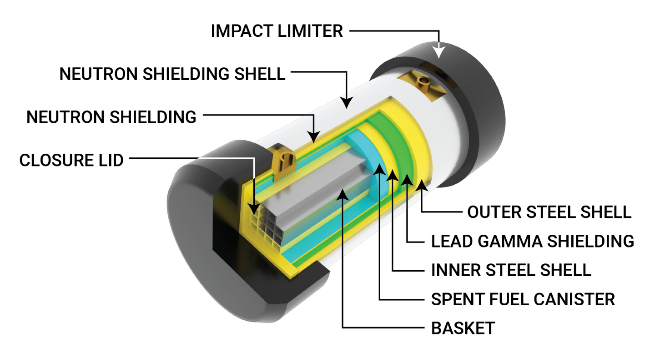 IMPACT LIMITER
NEUTRON SHIELDING SHELL
NEUTRON SHIELDING
CLOSURE LID
OUTER STEEL SHELL
LEAD GAMMA SHIELDING
INNER STEEL SHELL
SPENT FUEL CANISTER
BASKET